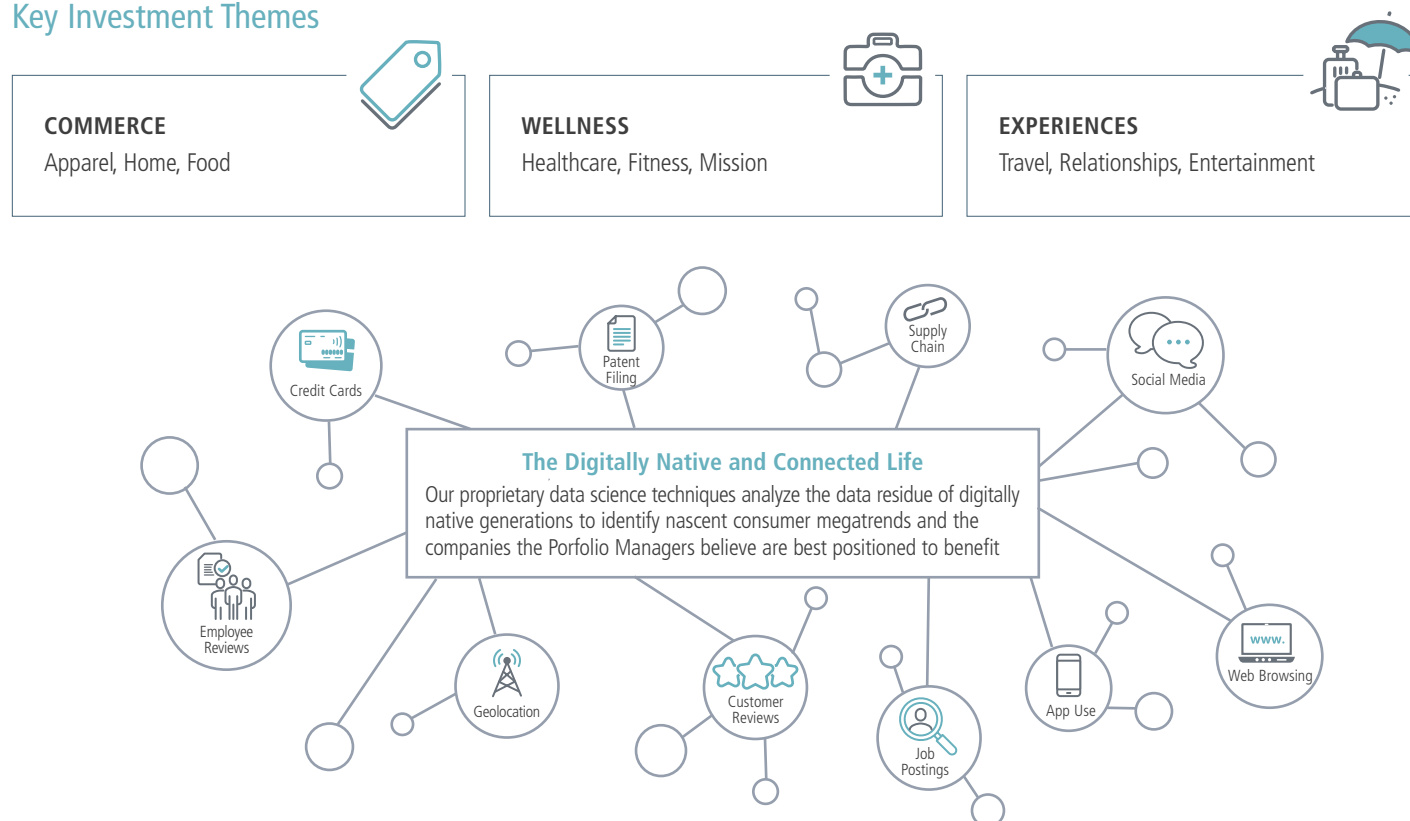 Key Investment Themes
COMMERCE
Apparel, Home, Food
WELLNESS
Healthcare, Fitness, Mission
EXPERIENCES
Travel, Relationships, Entertainment
Credit Cards
Patent
Filing
Supply
Chain
Social Media
The Digitally Native and Connected Life
Our proprietary data science techniques analyze the data residue of digitally
native generations to identify nascent consumer megatrends and the
companies the Porfolio Managers believe are best positioned to benefit
Employee
Reviews
Geolocation
Customer
Reviews
Job
Postings
App Use
www.
Web Browsing